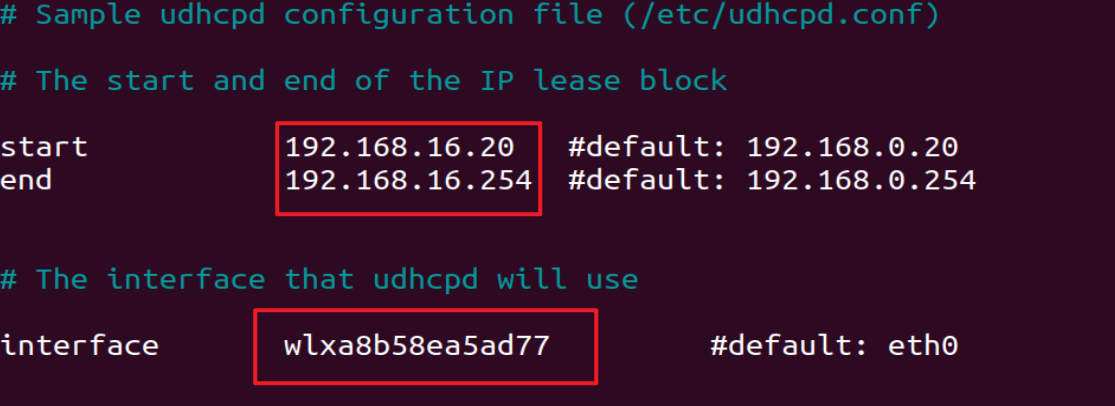 # Sample udhcpd configuration file (/etc/udhcpd.conf)
# The start and end of the IP lease block
start 192.168.16.20 #default: 192.168.0.20
end 192.168.16.254 #default: 192.168.0.254
# The interface that udhcpd will use
interface wlxa8b58ea5ad77 #default: eth0